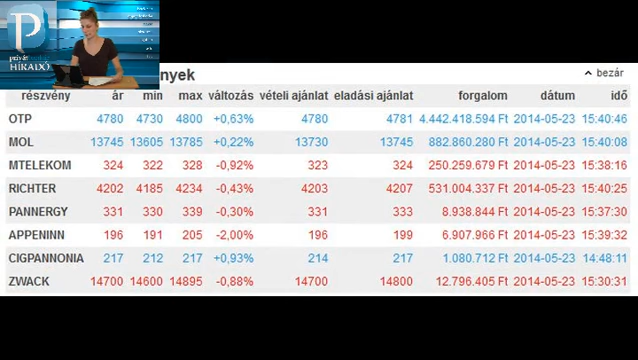 P
privát
HÍRADÓ
nyek
bezár
részvény ár min max változás vételi ajánlat eladási ajánlat forgalom dátum idő
OTP 4780 4730 4800 +0,63% 4780 4781 4.442.418.594 Ft 2014-05-23 15:40:46
MOL 13745 13605 13785 +0,22% 13730 13745 882.860.280 Ft 2014-05-23 15:40:08
MTELEKOM 324 322 328 -0,92% 323 324 250.259.679 Ft 2014-05-23 15:38:16
RICHTER 4202 4185 4234 -0,43% 4203 4207 531.004.337 Ft 2014-05-23 15:40:25
PANNERGY 331 330 339 -0,30% 331 333 8.938.844 Ft 2014-05-23 15:37:30
APPENINN 196 191 205 -2,00% 196 199 6.907.966 Ft 2014-05-23 15:39:32
CIGPANNONIA 217 212 217 +0,93% 214 217 1.080.712 Ft 2014-05-23 14:48:11
ZWACK 14700 14600 14895 -0,88% 14700 14800 12.796.405 Ft 2014-05-23 15:30:31